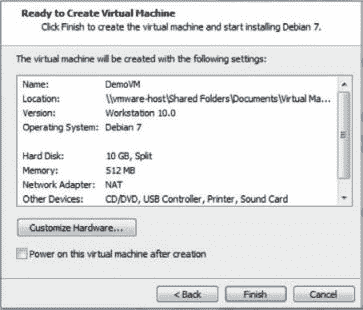 Ready to Create Virtual Machine
Click Finish to create the virtual machine and start installing Debian 7.
The virtual machine will be created with the following settings:
Name: DemoVM
Location: \\vmware-host\Shared Folders\Documents\Virtual Ma...
Version: Workstation 10.0
Operating System: Debian 7
Hard Disk: 10 GB, Split
Memory: 512 MB
Network Adapter: NAT
Other Devices: CD/DVD, USB Controller, Printer, Sound Card
Customize Hardware...
Power on this virtual machine after creation
< Back Finish Cancel